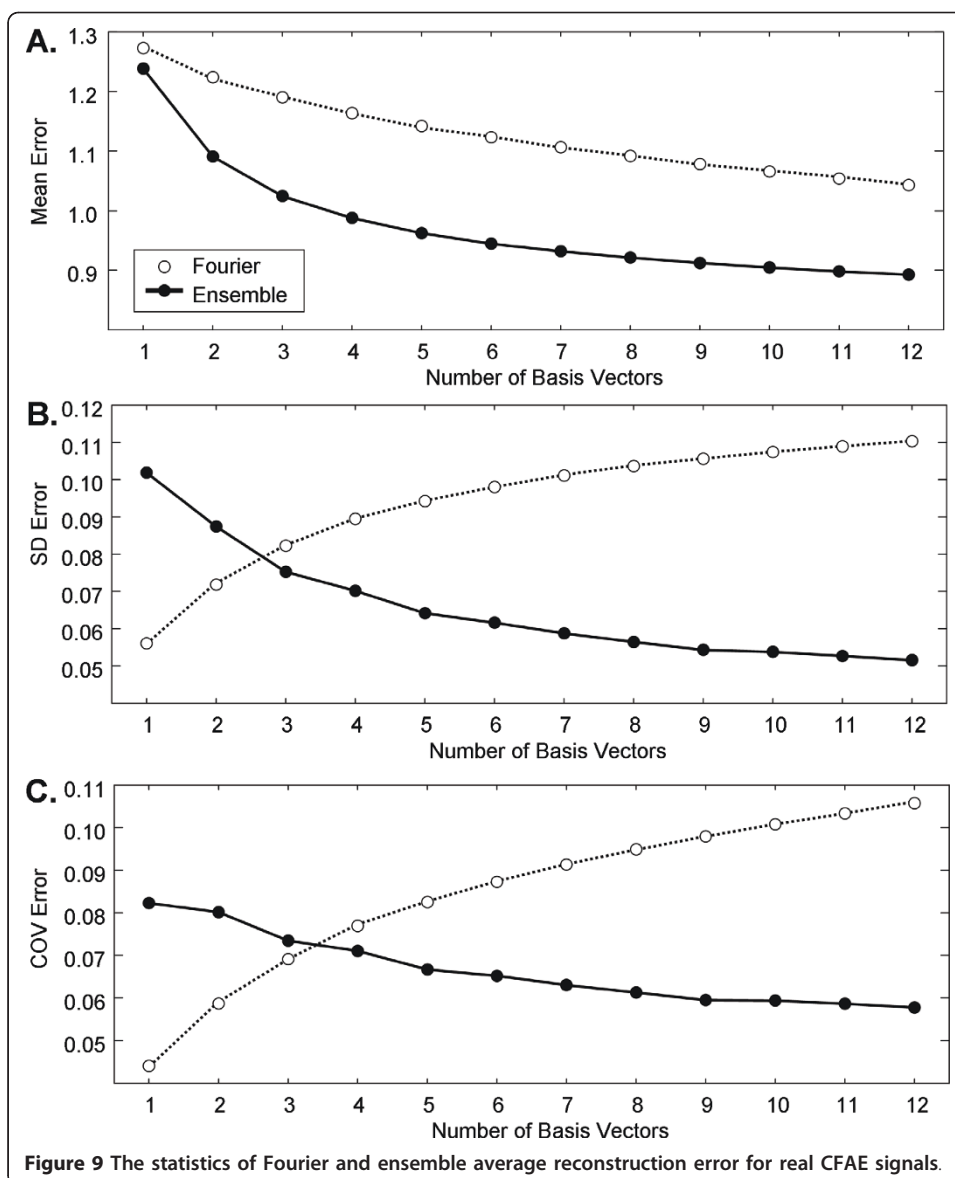 A.
1.3
1.2
1.1
1.0
0.9
Mean Error
Fourier
Ensemble
1 2 3 4 5 6 7 8 9 10 11 12
Number of Basis Vectors
B.
0.12
0.11
0.10
0.09
0.08
0.07
0.06
0.05
SD Error
1 2 3 4 5 6 7 8 9 10 11 12
Number of Basis Vectors
C.
0.11
0.10
0.09
0.08
0.07
0.06
0.05
COV Error
1 2 3 4 5 6 7 8 9 10 11 12
Number of Basis Vectors
Figure 9 The statistics of Fourier and ensemble average reconstruction error for real CFAE signals.